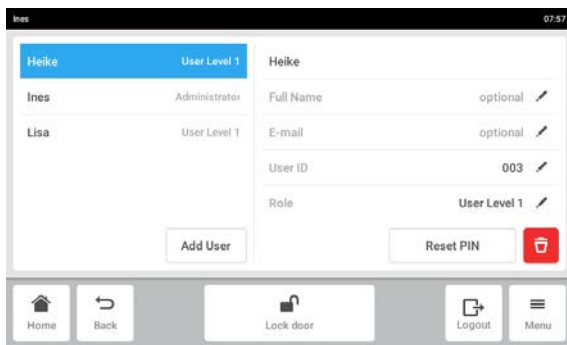 Ines 07:57
Heike User Level 1
Ines Administrator
Lisa User Level 1
Add User
Heike
Full Name optional
E-mail optional
User ID 003
Role User Level 1
Reset PIN
Home Back Lock door Logout Menu